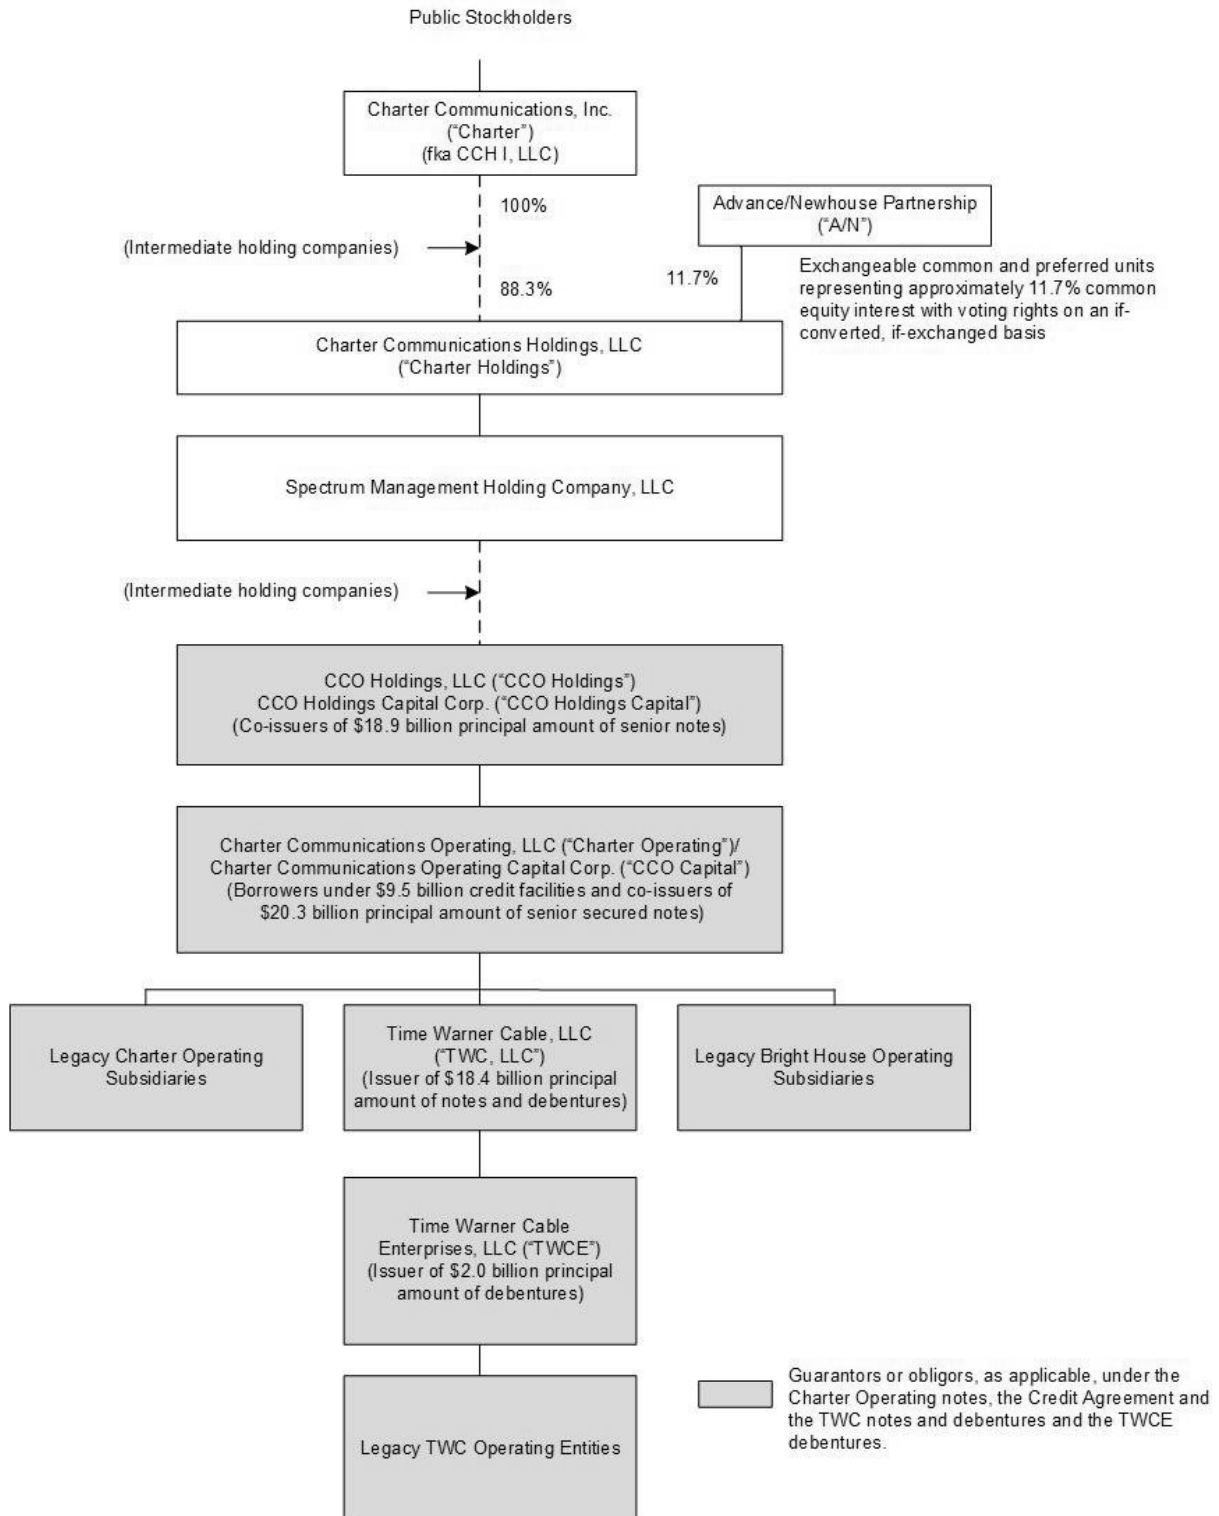 Public Stockholders
Charter Communications, Inc.
(“Charter”)
(fka CCH I, LLC)
100%
Advance/Newhouse Partnership
(“A/N”)
(Intermediate holding companies)
88.3%
11.7%
Exchangeable common and preferred units
representing approximately 11.7% common
equity interest with voting rights on an if-
converted, if-exchanged basis
Charter Communications Holdings, LLC
(“Charter Holdings”)
Spectrum Management Holding Company, LLC
(Intermediate holding companies)
CCO Holdings, LLC (“CCO Holdings”)
CCO Holdings Capital Corp. (“CCO Holdings Capital”)
(Co-issuers of $18.9 billion principal amount of senior notes)
Charter Communications Operating, LLC (“Charter Operating”)/
Charter Communications Operating Capital Corp. (“CCO Capital”)
(Borrowers under $9.5 billion credit facilities and co-issuers of
$20.3 billion principal amount of senior secured notes)
Legacy Charter Operating
Subsidiaries
Time Warner Cable, LLC
(“TWC, LLC”)
(Issuer of $18.4 billion principal
amount of notes and debentures)
Legacy Bright House Operating
Subsidiaries
Time Warner Cable
Enterprises, LLC (“TWCE”)
(Issuer of $2.0 billion principal
amount of debentures)
Legacy TWC Operating Entities
Guarantors or obligors, as applicable, under the
Charter Operating notes, the Credit Agreement and
the TWC notes and debentures and the TWCE
debentures.